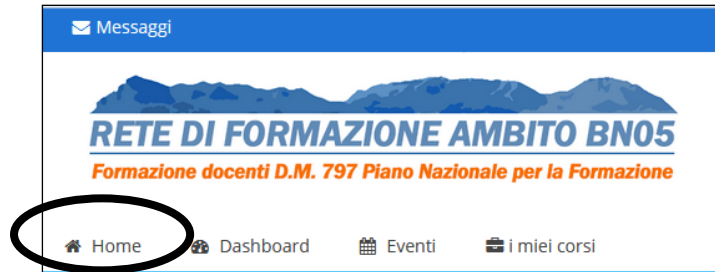 Messaggi
RETE DI FORMAZIONE AMBITO BN05
Formazione docenti D.M. 797 Piano Nazionale per la Formazione
Home Dashboard Eventi i miei corsi